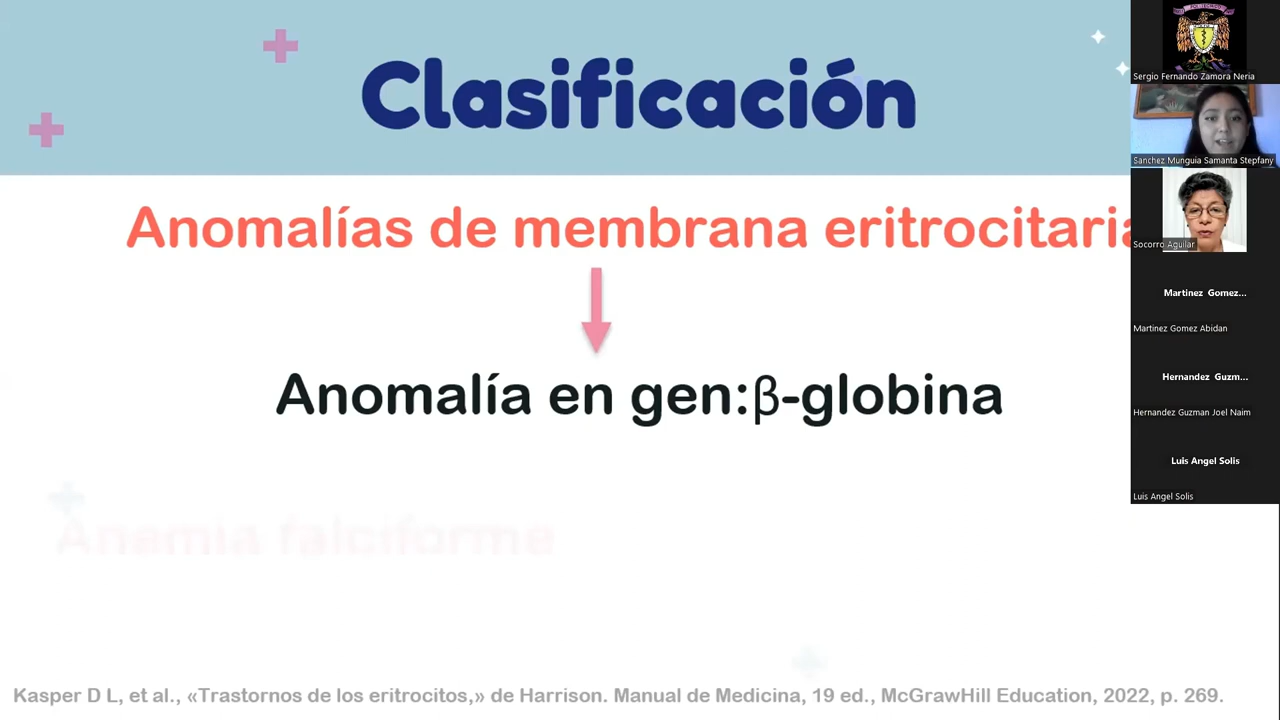 Clasificación
Anomalías de membrana eritrocitaria
Anomalía en gen:β-globina
Anemia falciforme
Kasper D L, et al., «Trastornos de los eritrocitos,» de Harrison. Manual de Medicina, 19 ed., McGrawHill Education, 2022, p. 269.
Sergio Fernando Zamora Neria
Sanchez Munguia Samanta Stepfany
Socorro Aguilar
Martinez Gomez...
Martinez Gomez Abidan
Hernandez Guzm...
Hernandez Guzman Joel Naim
Luis Angel Solis
Luis Angel Solis